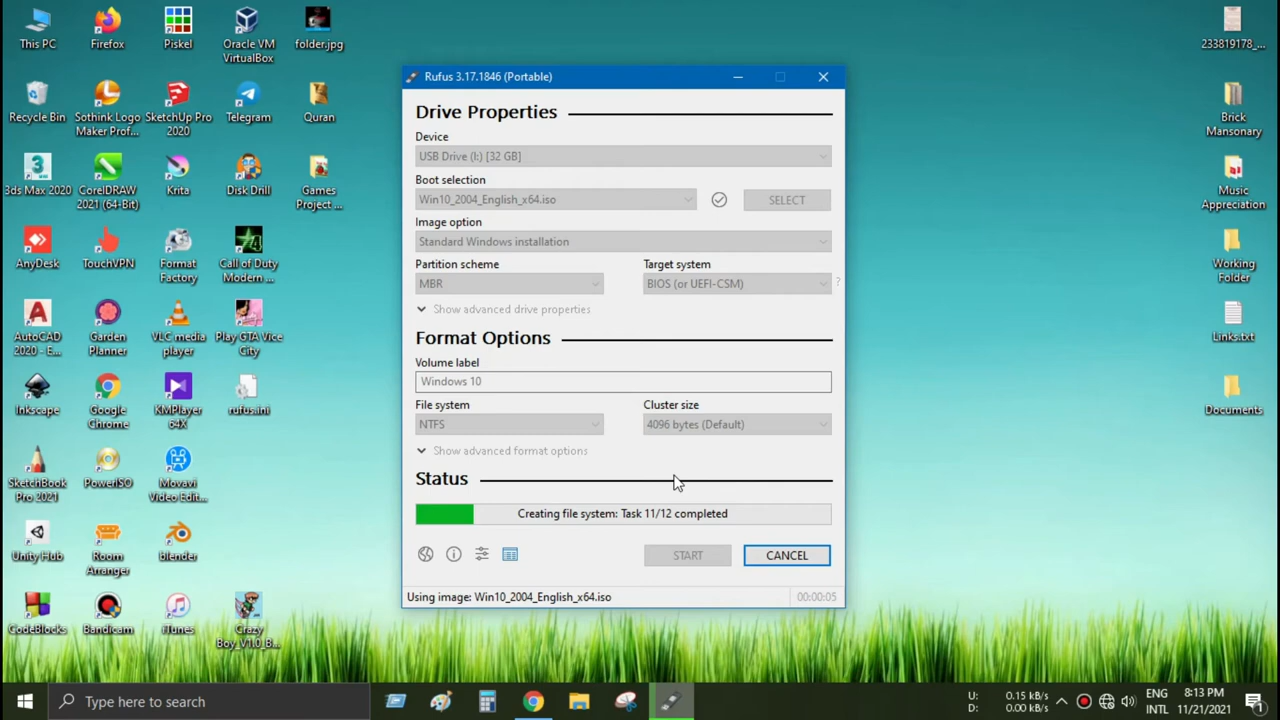 This PC
Firefox
Piskel
Oracle VM
VirtualBox
folder.jpg
Recycle Bin
Sothink Logo
Maker Prof...
SketchUp Pro
2020
Telegram
Quran
3ds Max 2020
CorelDRAW
2021 (64-Bit)
Krita
Disk Drill
Games
Project ...
AnyDesk
TouchVPN
Format
Factory
Call of Duty
Modern ...
AutoCAD
2020 - E...
Garden
Planner
VLC media
player
Play GTA Vice
City
Inkscape
Google
Chrome
KMPlayer
64X
rufus.ini
SketchBook
Pro 2021
PowerISO
Movavi
Video Edit...
Unity Hub
Room
Arranger
Blender
CodeBlocks
Bandicam
iTunes
Crazy
Boy_V1.0_B...
Rufus 3.17.1846 (Portable)
Drive Properties
Device
USB Drive (I:) [32 GB]
Boot selection
Win10_2004_English_x64.iso
SELECT
Image option
Standard Windows installation
Partition scheme
Target system
MBR
BIOS (or UEFI-CSM)
?
Show advanced drive properties
Format Options
Volume label
Windows 10
File system
Cluster size
NTFS
4096 bytes (Default)
Show advanced format options
Status
Creating file system: Task 11/12 completed
START
CANCEL
Using image: Win10_2004_English_x64.iso
00:00:05
233819178_...
Brick
Mansonary
Music
Appreciation
Working
Folder
Links.txt
Documents
Type here to search
U: 0.15 kB/s
D: 0.00 kB/s
ENG
INTL
8:13 PM
11/21/2021
1